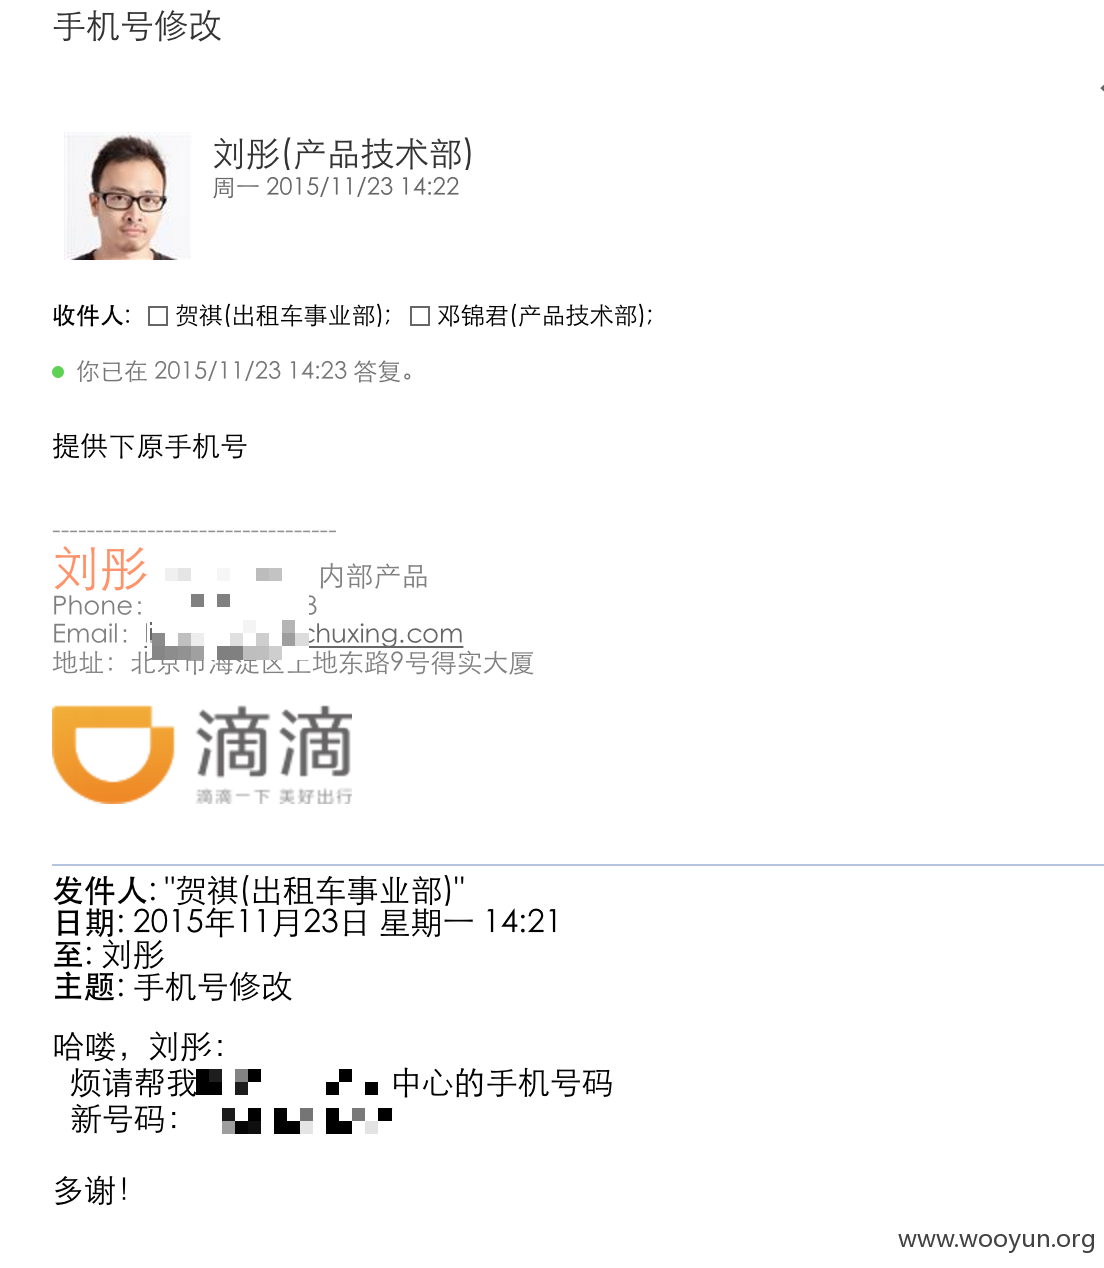 手机号修改
刘彤(产品技术部)
周一 2015/11/23 14:22
收件人: 贺祺(出租车事业部); 邓锦君(产品技术部);
你已在 2015/11/23 14:23 答复。
提供下原手机号
---------------------------------
刘彤 内部产品
Phone: 3
Email: chuxing.com
地址: 北京市海淀区上地东路9号得实大厦
滴滴
滴滴一下 美好出行
发件人: "贺祺(出租车事业部)"
日期: 2015年11月23日 星期一 14:21
至: 刘彤
主题: 手机号修改
哈喽，刘彤:
烦请帮我 中心的手机号码
新号码:
多谢!
www.wooyun.org